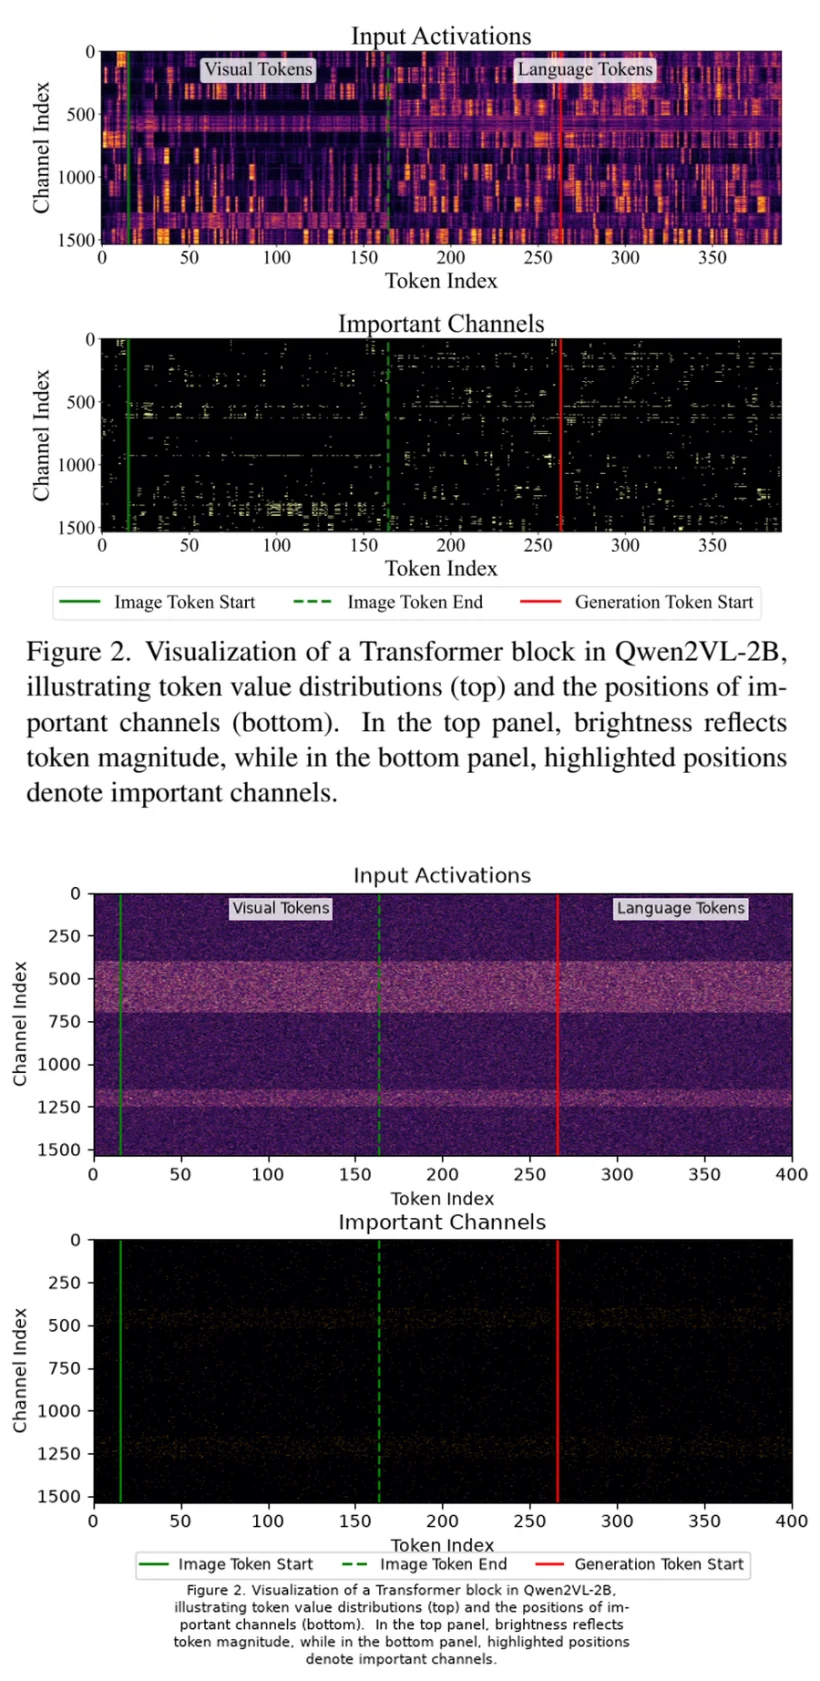 Input Activations
Visual Tokens
Language Tokens
Channel Index
0
500
1000
1500
0 50 100 150 200 250 300 350
Token Index
Important Channels
Channel Index
0
500
1000
1500
0 50 100 150 200 250 300 350
Token Index
Image Token Start Image Token End Generation Token Start
Figure 2. Visualization of a Transformer block in Qwen2VL-2B,
illustrating token value distributions (top) and the positions of im-
portant channels (bottom). In the top panel, brightness reflects
token magnitude, while in the bottom panel, highlighted positions
denote important channels.
Input Activations
Visual Tokens
Language Tokens
Channel Index
0
250
500
750
1000
1250
1500
0 50 100 150 200 250 300 350 400
Token Index
Important Channels
Channel Index
0
250
500
750
1000
1250
1500
0 50 100 150 200 250 300 350 400
Token Index
Image Token Start Image Token End Generation Token Start
Figure 2. Visualization of a Transformer block in Qwen2VL-2B,
illustrating token value distributions (top) and the positions of im-
portant channels (bottom). In the top panel, brightness reflects
token magnitude, while in the bottom panel, highlighted positions
denote important channels.